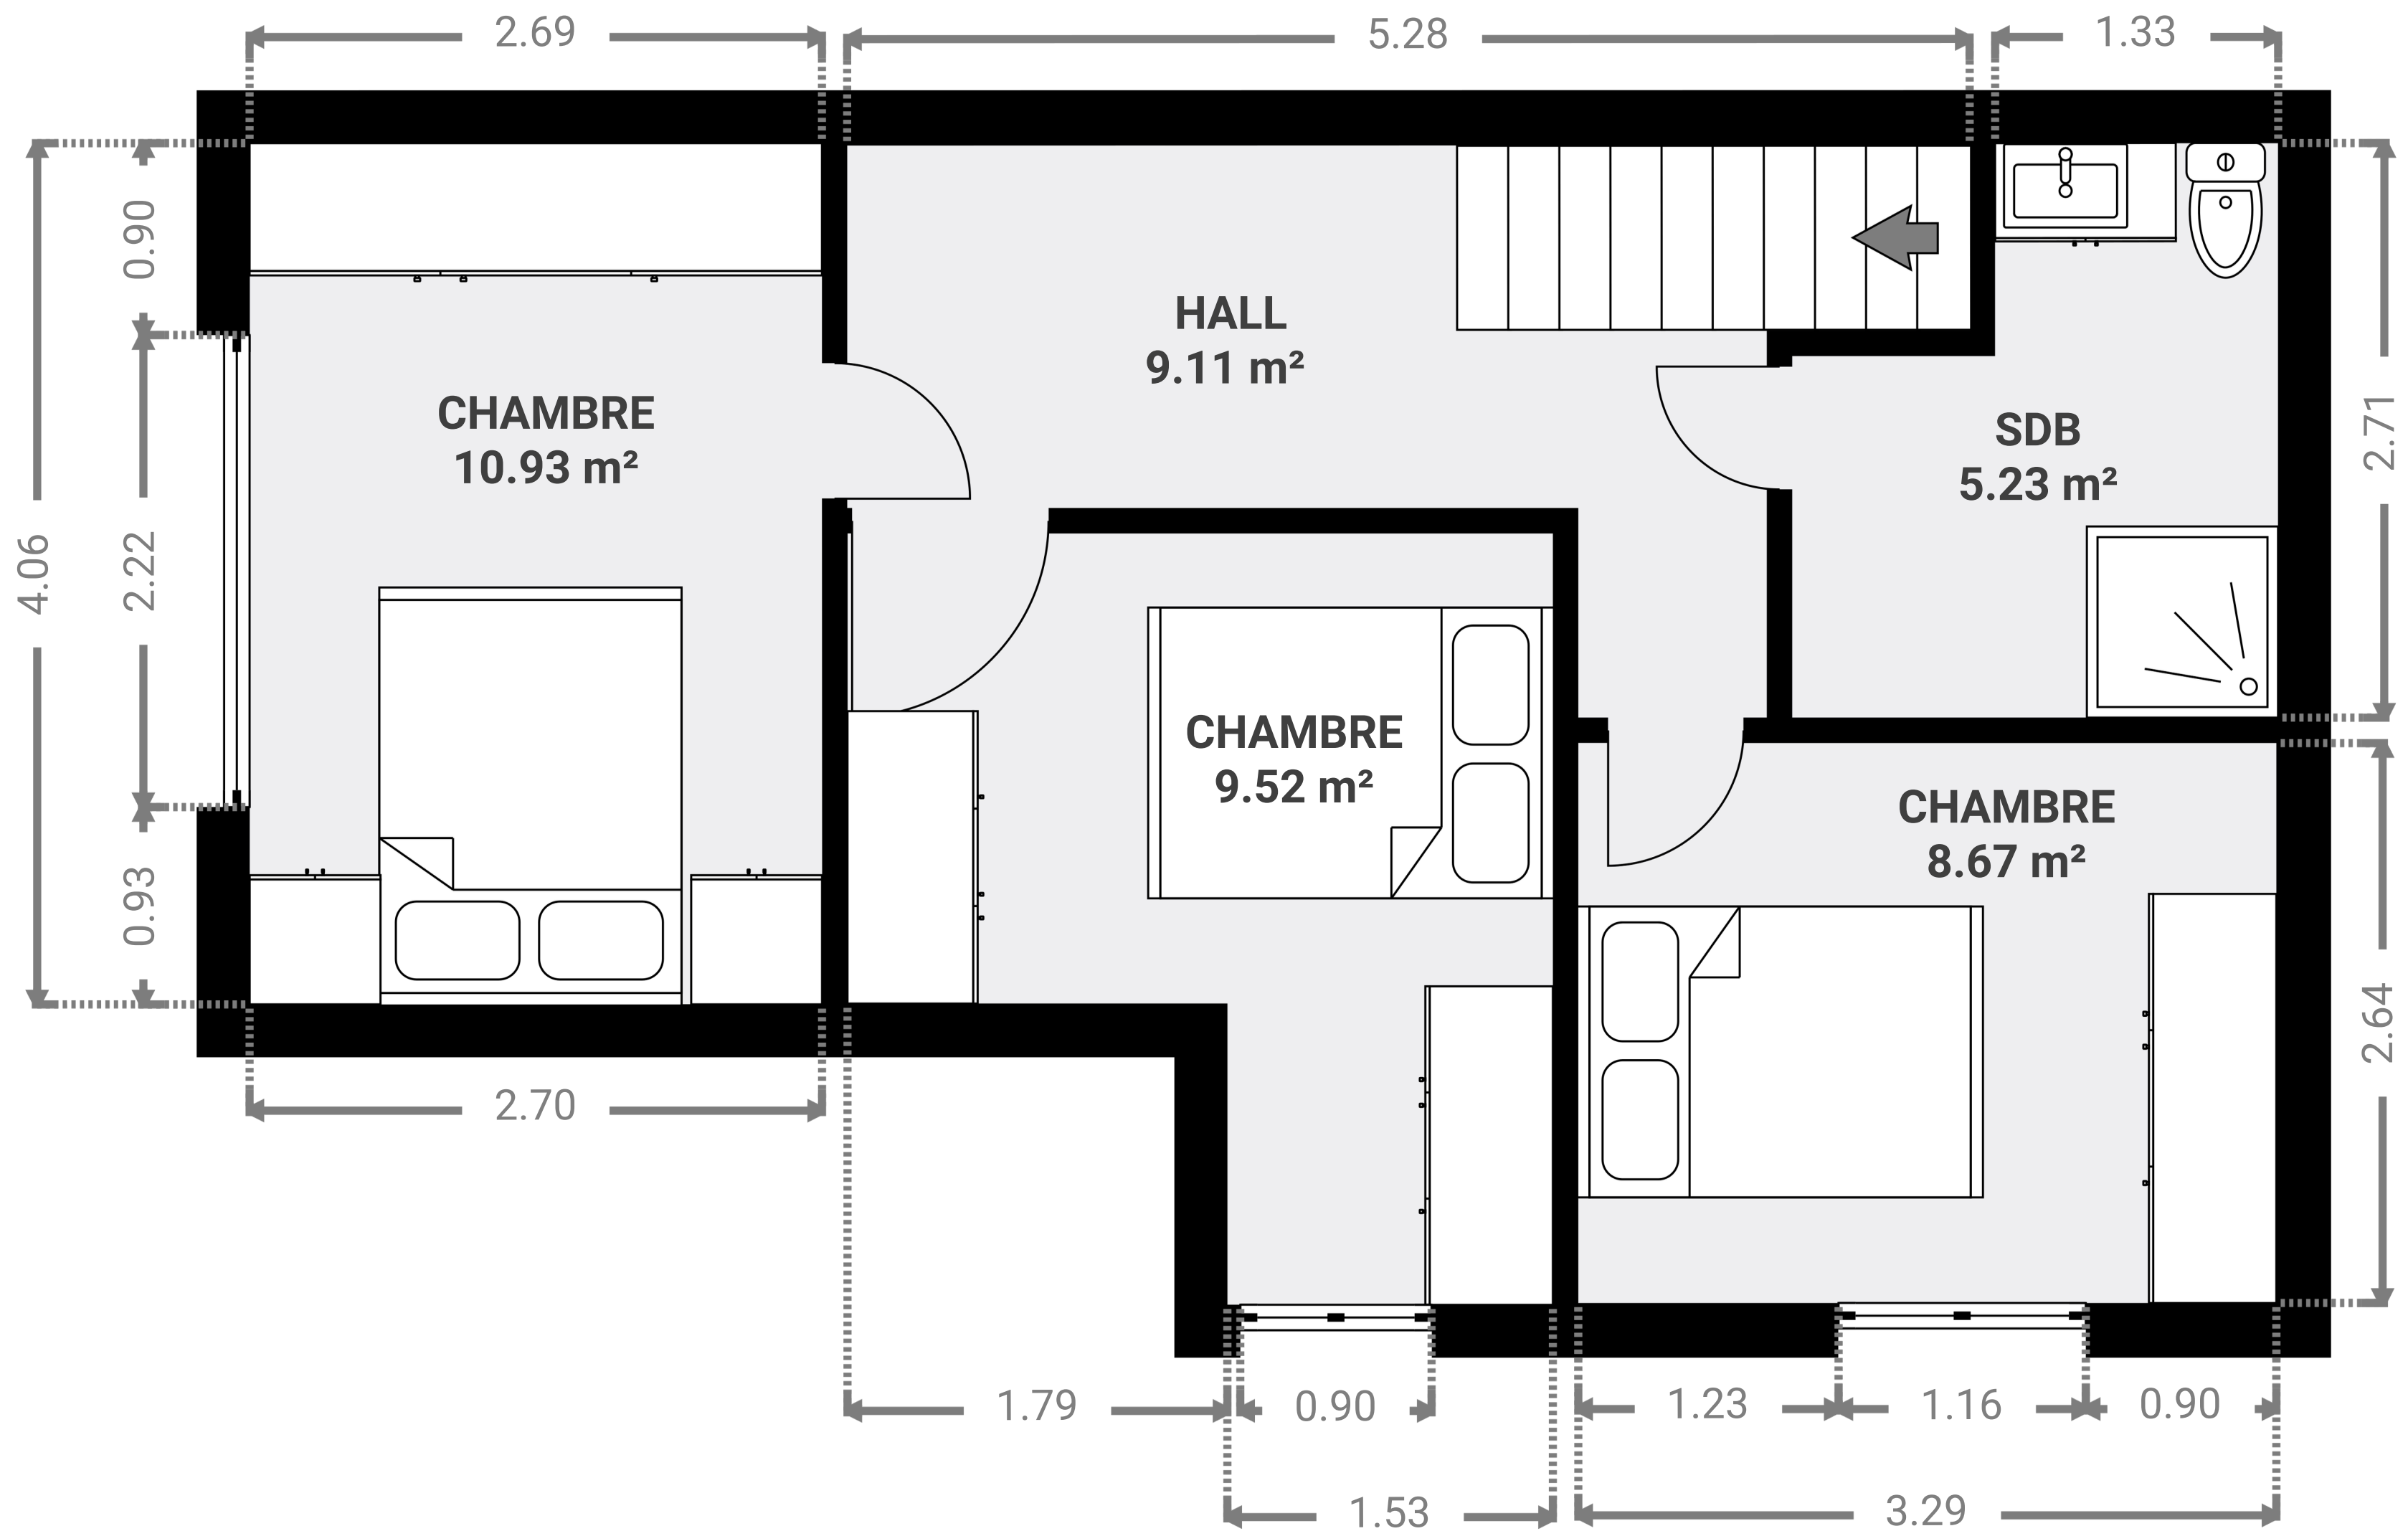 2.69
5.28
1.33
0.90
2.22
0.93
4.06
HALL
9.11 m²
CHAMBRE
10.93 m²
SDB
5.23 m²
2.71
CHAMBRE
9.52 m²
CHAMBRE
8.67 m²
2.64
2.70
1.79
0.90
1.23
1.16
0.90
1.53
3.29